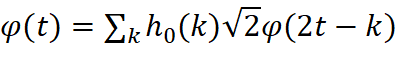 φ(t) = ∑ₖ h₀(k)√2φ(2t − k)